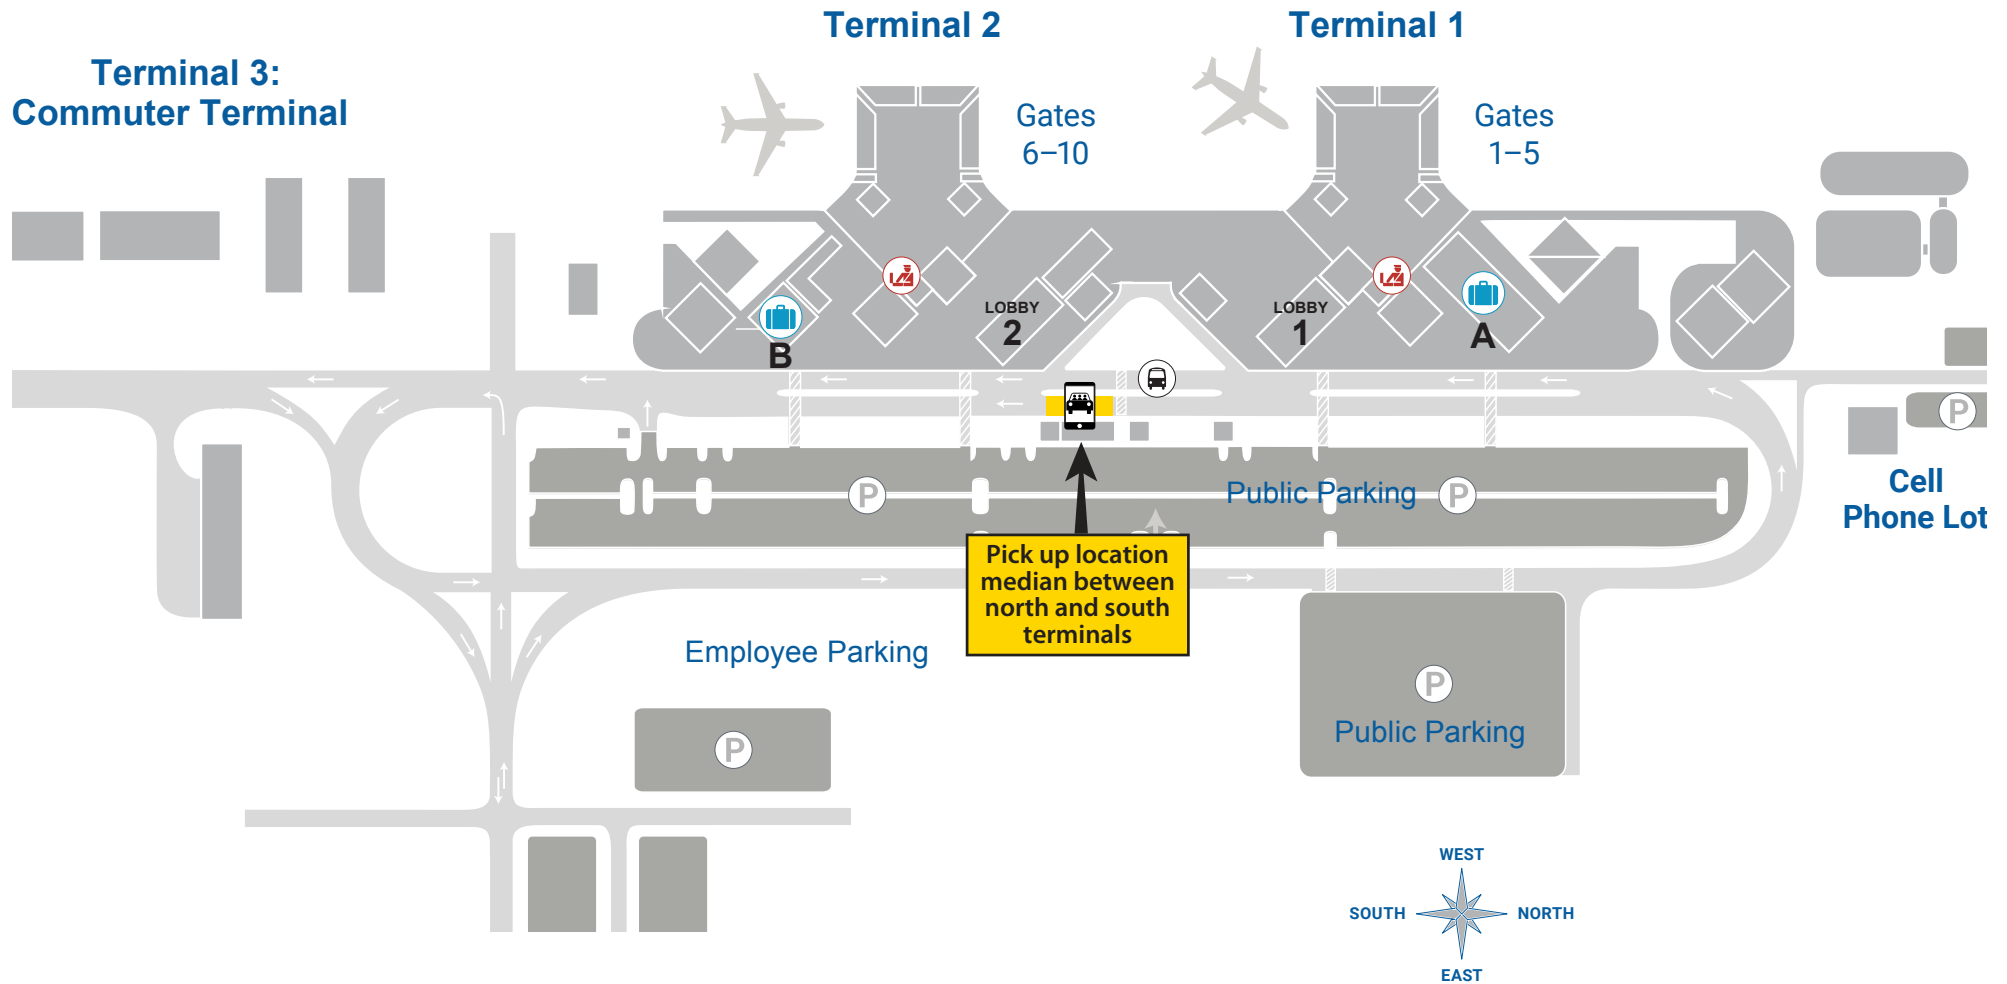 Terminal 2
Terminal 1
Terminal 3:
Commuter Terminal
Gates
6–10
Gates
1–5
LOBBY
2
LOBBY
1
B
A
P
P
Public Parking
P
Cell
Phone Lot
Pick up location
median between
north and south
terminals
Employee Parking
P
P
Public Parking
WEST
SOUTH
NORTH
EAST